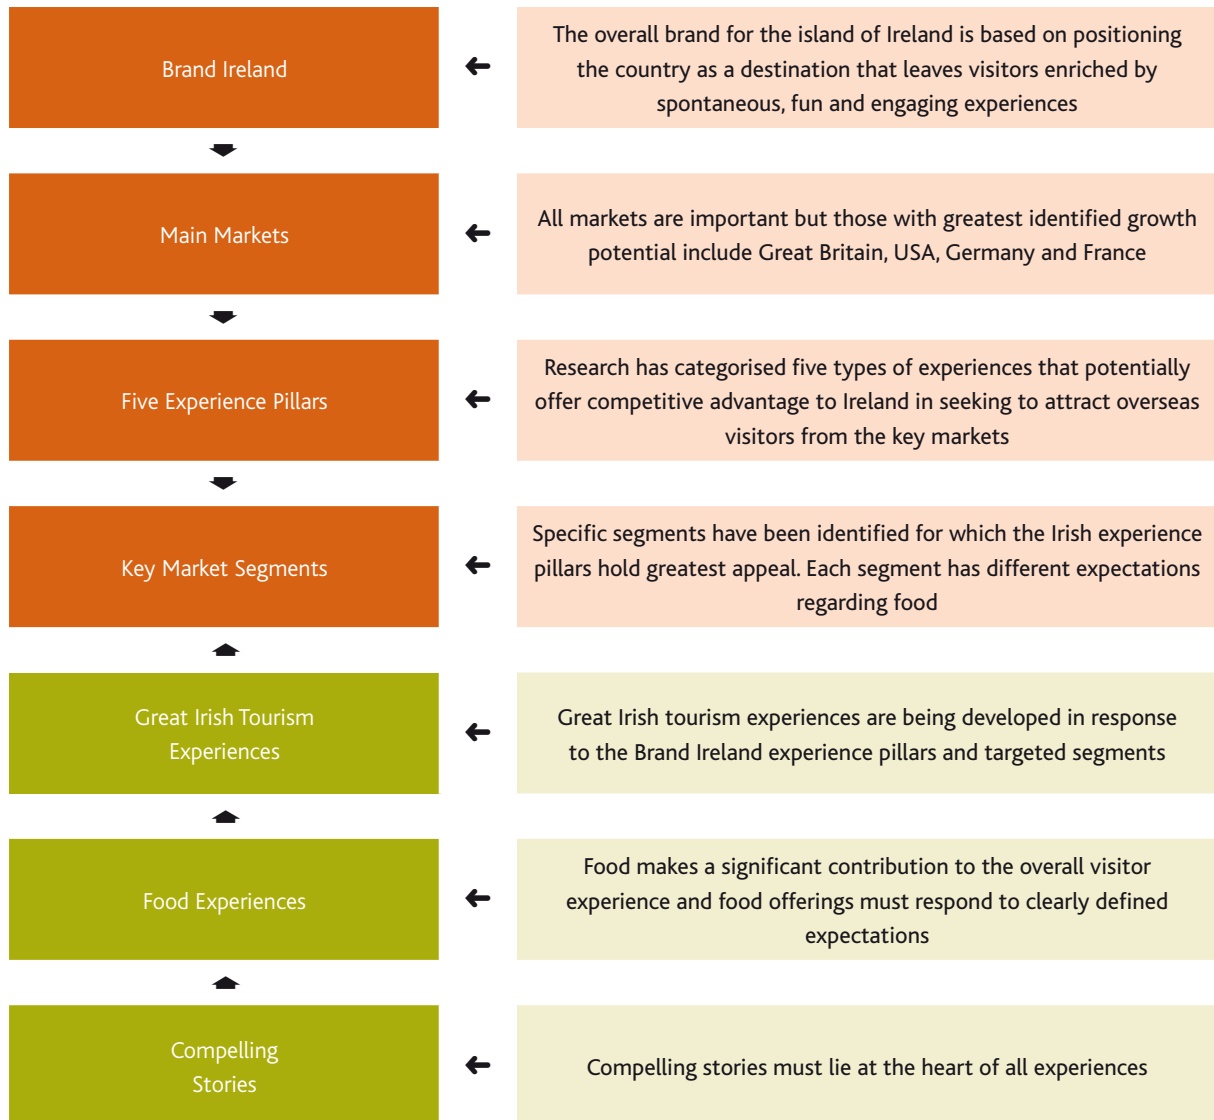 Brand Ireland
The overall brand for the island of Ireland is based on positioning
the country as a destination that leaves visitors enriched by
spontaneous, fun and engaging experiences
Main Markets
All markets are important but those with greatest identified growth
potential include Great Britain, USA, Germany and France
Five Experience Pillars
Research has categorised five types of experiences that potentially
offer competitive advantage to Ireland in seeking to attract overseas
visitors from the key markets
Key Market Segments
Specific segments have been identified for which the Irish experience
pillars hold greatest appeal. Each segment has different expectations
regarding food
Great Irish Tourism
Experiences
Great Irish tourism experiences are being developed in response
to the Brand Ireland experience pillars and targeted segments
Food Experiences
Food makes a significant contribution to the overall visitor
experience and food offerings must respond to clearly defined
expectations
Compelling
Stories
Compelling stories must lie at the heart of all experiences